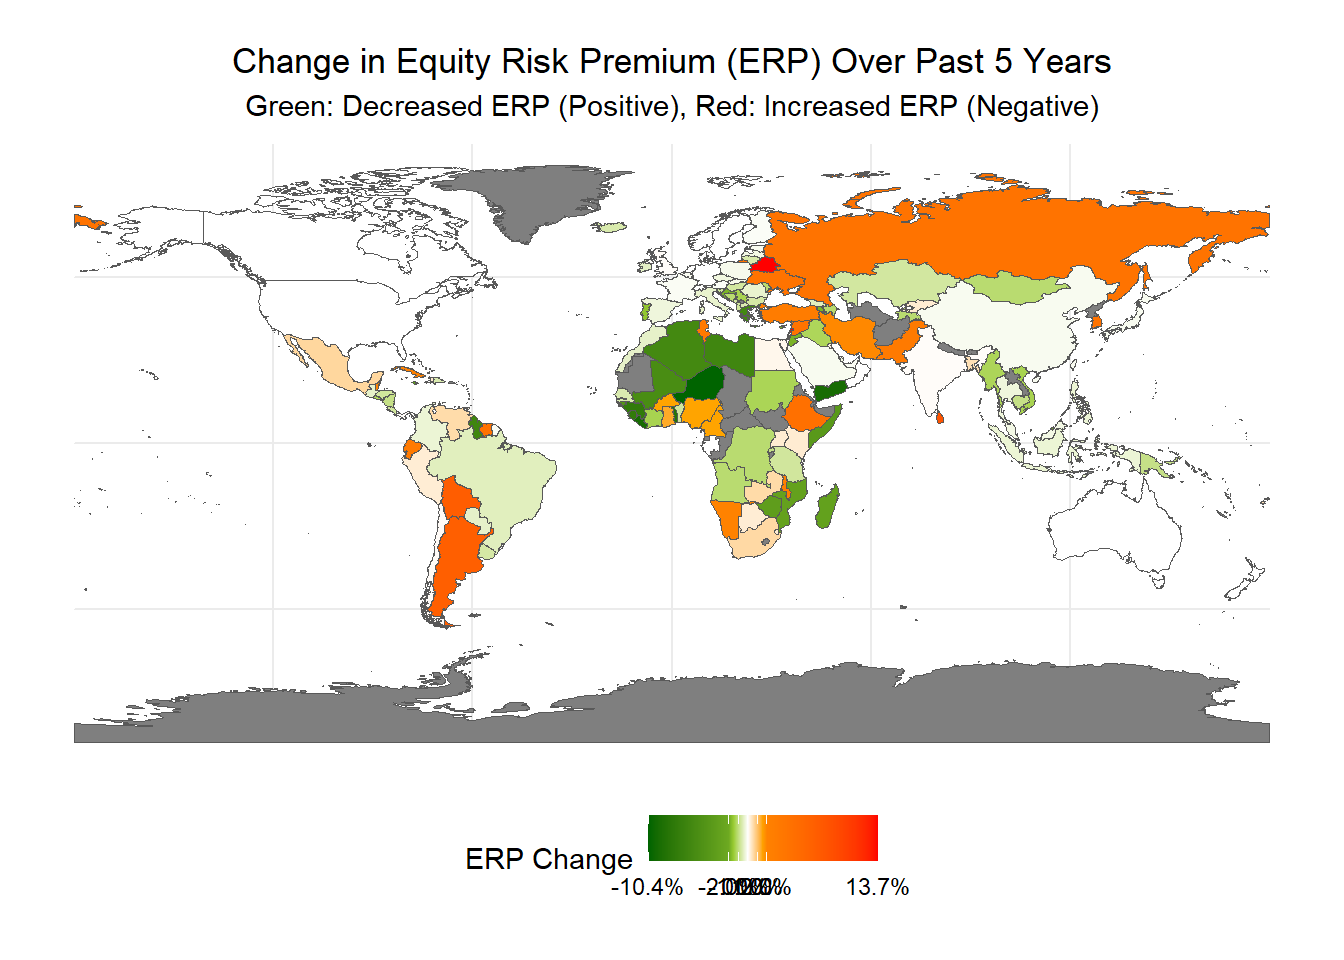 Change in Equity Risk Premium (ERP) Over Past 5 Years
Green: Decreased ERP (Positive), Red: Increased ERP (Negative)
ERP Change
-10.4% 13.7%